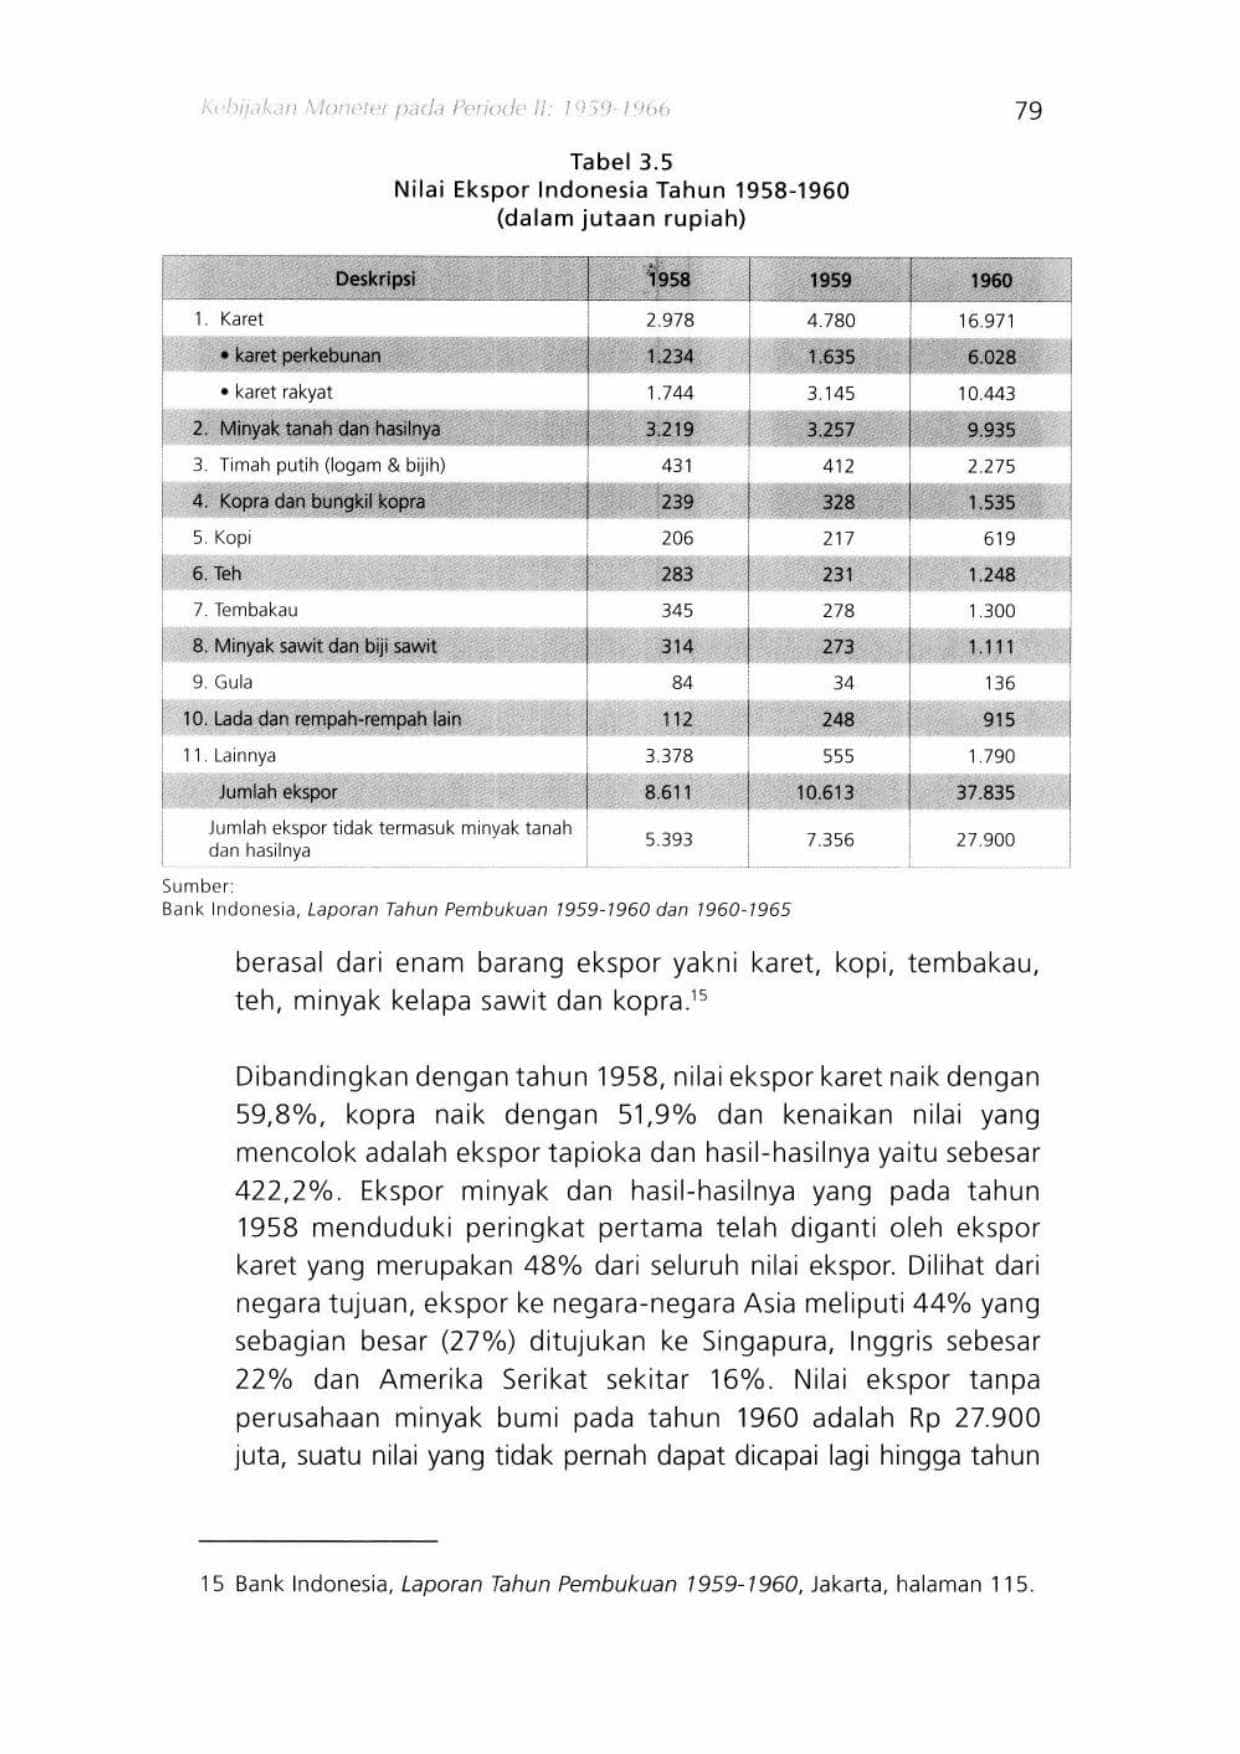 Kebijakan Moneter pada Periode II: 1959-1966 79
Tabel 3.5
Nilai Ekspor Indonesia Tahun 1958-1960
(dalam jutaan rupiah)
Deskripsi 1958 1959 1960
1. Karet 2.978 4.780 16.971
• karet perkebunan 1.234 1.635 6.028
• karet rakyat 1.744 3.145 10.443
2. Minyak tanah dan hasilnya 3.219 3.257 9.935
3. Timah putih (logam & bijih) 431 412 2.275
4. Kopra dan bungkil kopra 239 328 1.535
5. Kopi 206 217 619
6. Teh 283 231 1.248
7. Tembakau 345 278 1.300
8. Minyak sawit dan biji sawit 314 273 1.111
9. Gula 84 34 136
10. Lada dan rempah-rempah lain 112 248 915
11. Lainnya 3.378 555 1.790
Jumlah ekspor 8.611 10.613 37.835
Jumlah ekspor tidak termasuk minyak tanah
dan hasilnya 5.393 7.356 27.900
Sumber:
Bank Indonesia, Laporan Tahun Pembukuan 1959-1960 dan 1960-1965
berasal dari enam barang ekspor yakni karet, kopi, tembakau,
teh, minyak kelapa sawit dan kopra.15
Dibandingkan dengan tahun 1958, nilai ekspor karet naik dengan
59,8%, kopra naik dengan 51,9% dan kenaikan nilai yang
mencolok adalah ekspor tapioka dan hasil-hasilnya yaitu sebesar
422,2%. Ekspor minyak dan hasil-hasilnya yang pada tahun
1958 menduduki peringkat pertama telah diganti oleh ekspor
karet yang merupakan 48% dari seluruh nilai ekspor. Dilihat dari
negara tujuan, ekspor ke negara-negara Asia meliputi 44% yang
sebagian besar (27%) ditujukan ke Singapura, Inggris sebesar
22% dan Amerika Serikat sekitar 16%. Nilai ekspor tanpa
perusahaan minyak bumi pada tahun 1960 adalah Rp 27.900
juta, suatu nilai yang tidak pernah dapat dicapai lagi hingga tahun
15 Bank Indonesia, Laporan Tahun Pembukuan 1959-1960, Jakarta, halaman 115.